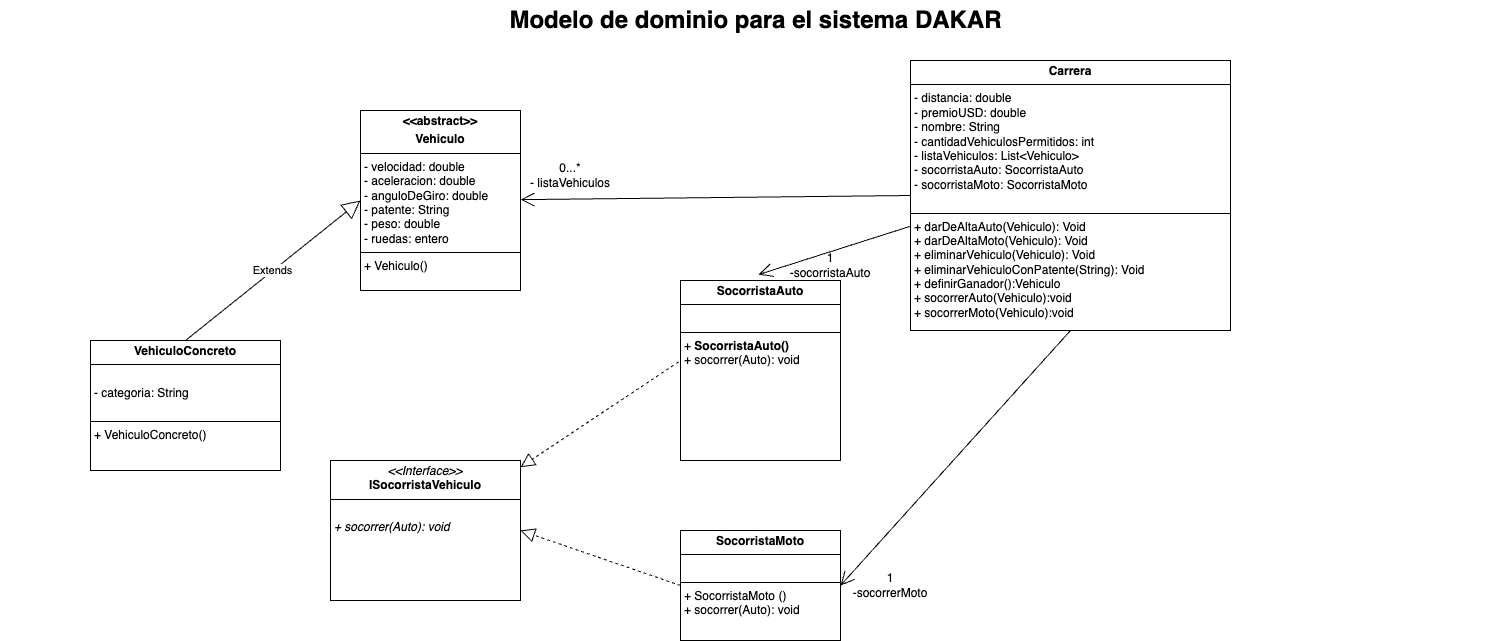 Modelo de dominio para el sistema DAKAR
Carrera
- distancia: double
- premioUSD: double
- nombre: String
- cantidadVehiculosPermitidos: int
- listaVehiculos: List<Vehiculo>
- socorristaAuto: SocorristaAuto
- socorristaMoto: SocorristaMoto
+ darDeAltaAuto(Vehiculo): Void
+ darDeAltaMoto(Vehiculo): Void
+ eliminarVehiculo(Vehiculo): Void
+ eliminarVehiculoConPatente(String): Void
+ definirGanador():Vehiculo
+ socorrerAuto(Vehiculo):void
+ socorrerMoto(Vehiculo):void
<<abstract>>
Vehiculo
- velocidad: double
- aceleracion: double
- anguloDeGiro: double
- patente: String
- peso: double
- ruedas: entero
+ Vehiculo()
0...*
- listaVehiculos
1
-socorristaAuto
Extends
SocorristaAuto
+ SocorristaAuto()
+ socorrer(Auto): void
VehiculoConcreto
- categoria: String
+ VehiculoConcreto()
<<Interface>>
ISocorristaVehiculo
+ socorrer(Auto): void
SocorristaMoto
+ SocorristaMoto ()
+ socorrer(Auto): void
1
-socorrerMoto